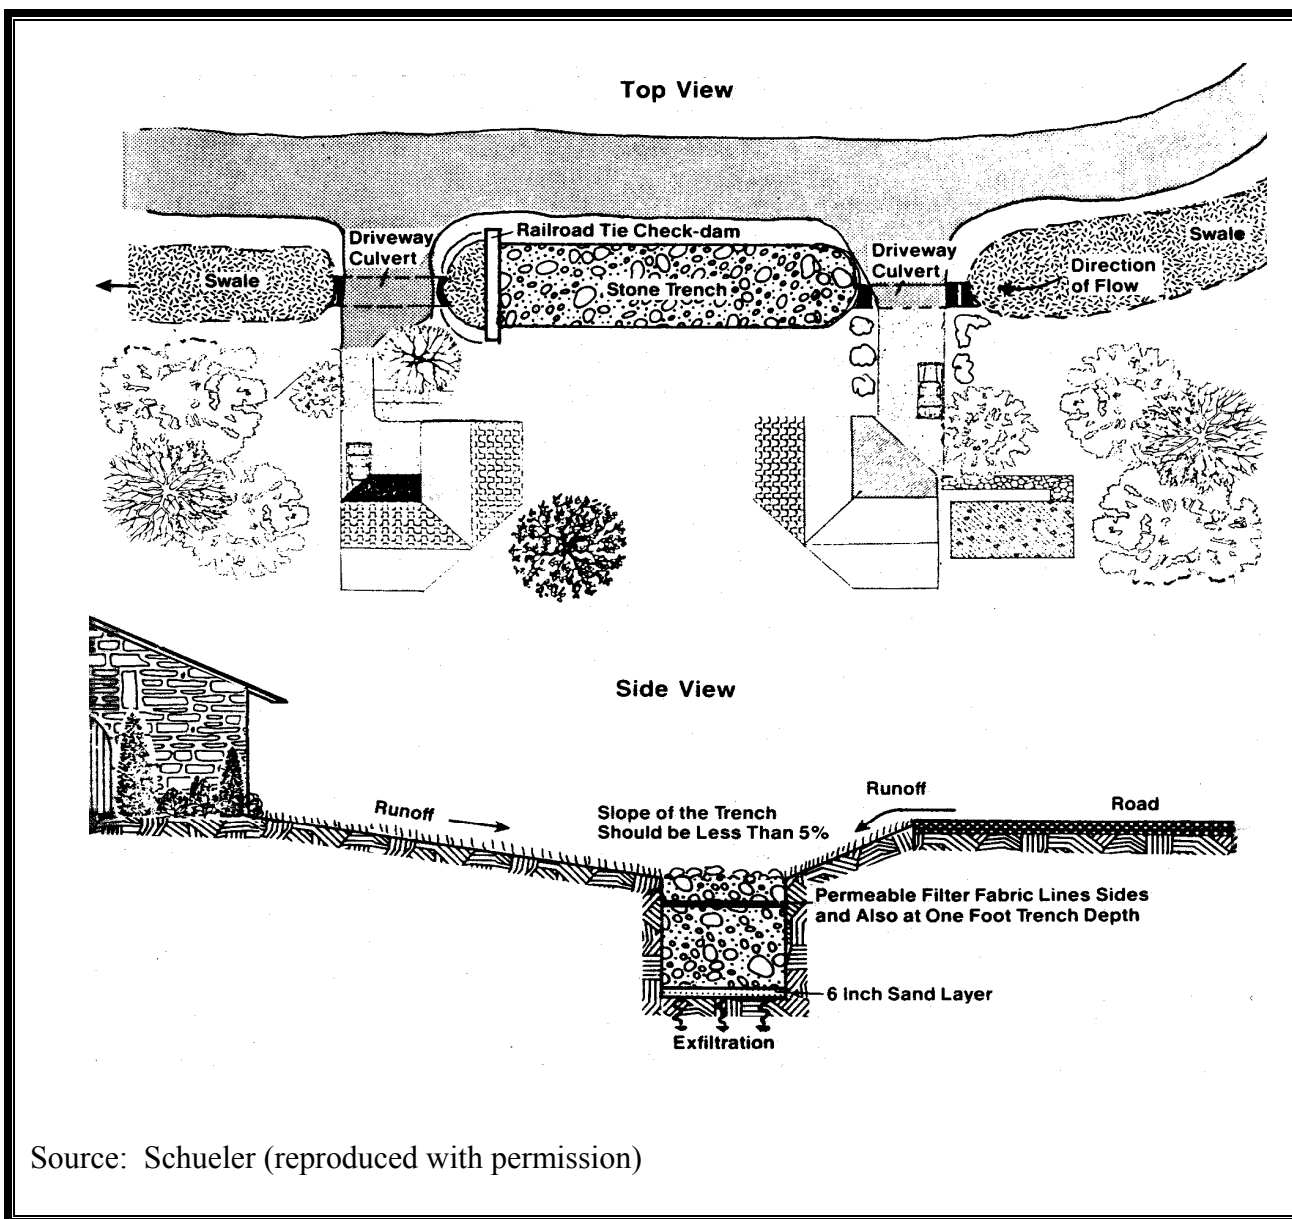 Top View
Railroad Tie Check-dam
Driveway
Culvert
Driveway
Culvert
Swale
Swale
Stone Trench
Direction
of Flow
Side View
Runoff
Slope of the Trench
Should be Less Than 5%
Runoff
Road
Permeable Filter Fabric Lines Sides
and Also at One Foot Trench Depth
6 Inch Sand Layer
Exfiltration
Source: Schueler (reproduced with permission)